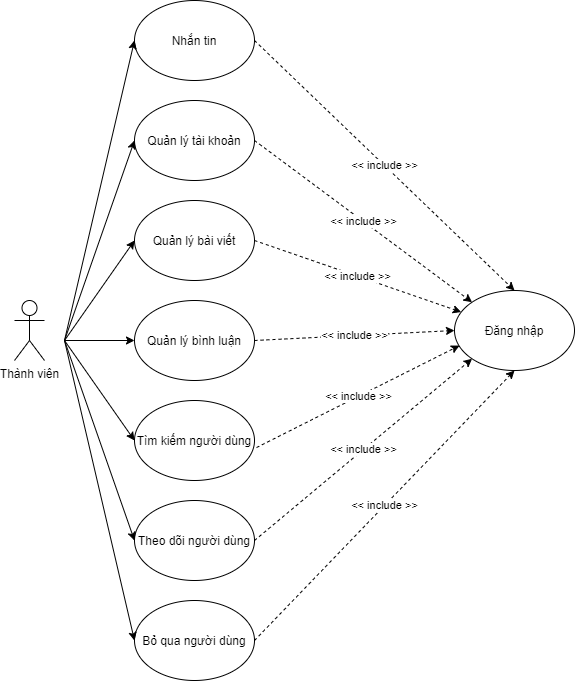 Nhắn tin
Quản lý tài khoản
<< include >>
<< include >>
Quản lý bài viết
<< include >>
Thành viên
Quản lý bình luận
<< include >>
Đăng nhập
Tìm kiếm người dùng
<< include >>
<< include >>
Theo dõi người dùng
<< include >>
Bỏ qua người dùng